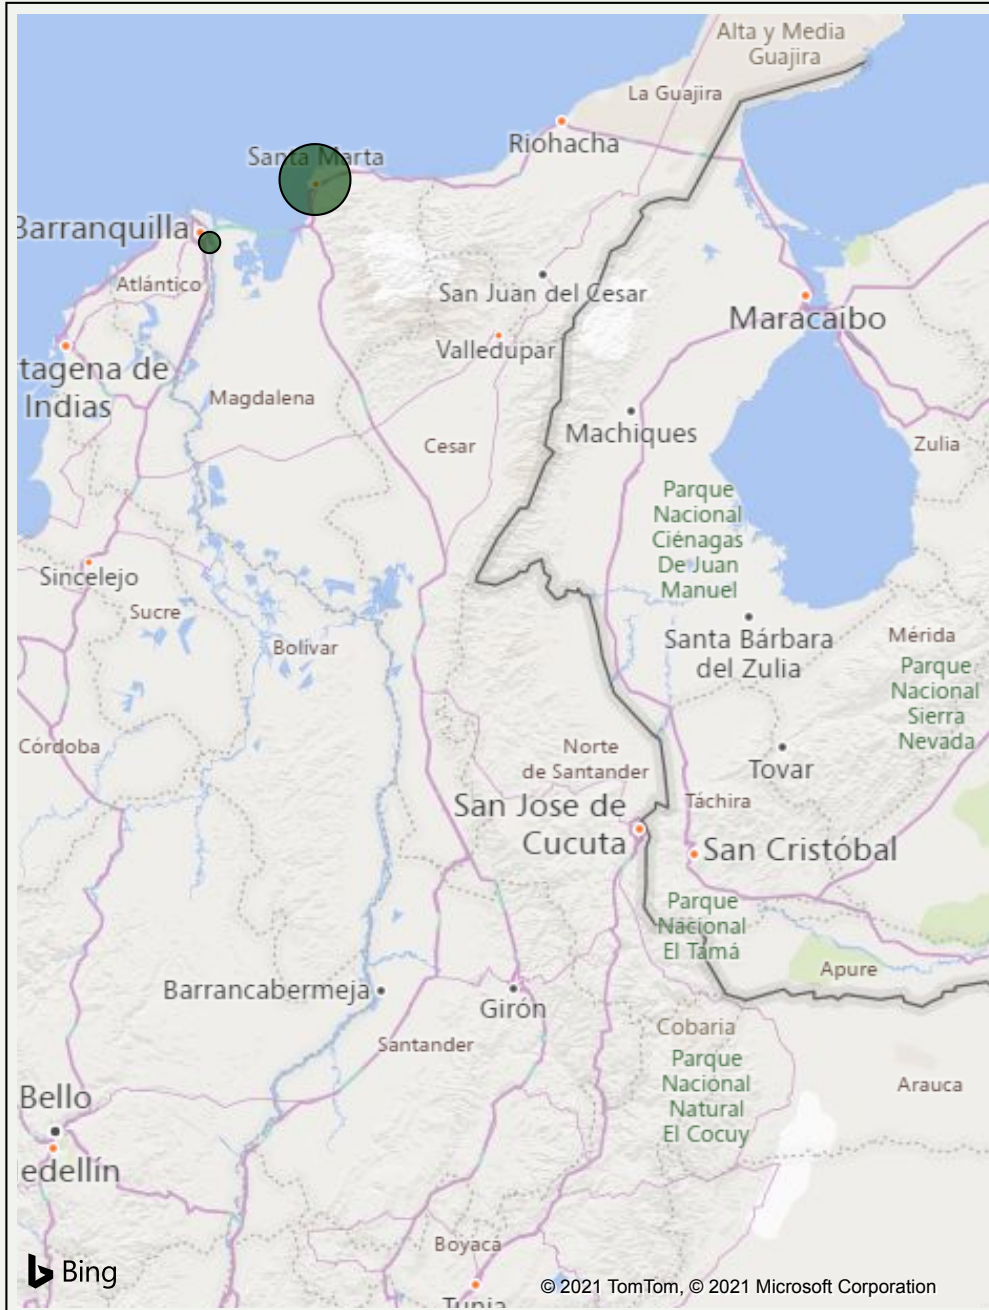 Alta y Media
Guajira
La Guajira
Riohacha
Santa Marta
Barranquilla
Atlántico
San Juan del Cesar
Maracaibo
Valledupar
tagena de
Indias
Magdalena
Machiques
Cesar
Zulia
Parque
Nacional
Ciénagas
De Juan
Manuel
Sincelejo
Sucre
Bolívar
Santa Bárbara
del Zulia
Mérida
Parque
Nacional
Sierra
Nevada
Córdoba
Norte
de Santander
Tovar
San Jose de
Cucuta
Táchira
San Cristóbal
Parque
Nacional
El Tamá
Apure
Barrancabermeja
Girón
Cobaria
Santander
Parque
Nacional
Natural
El Cocuy
Arauca
Bello
edellín
Boyacá
Tunja
Bing
© 2021 TomTom, © 2021 Microsoft Corporation